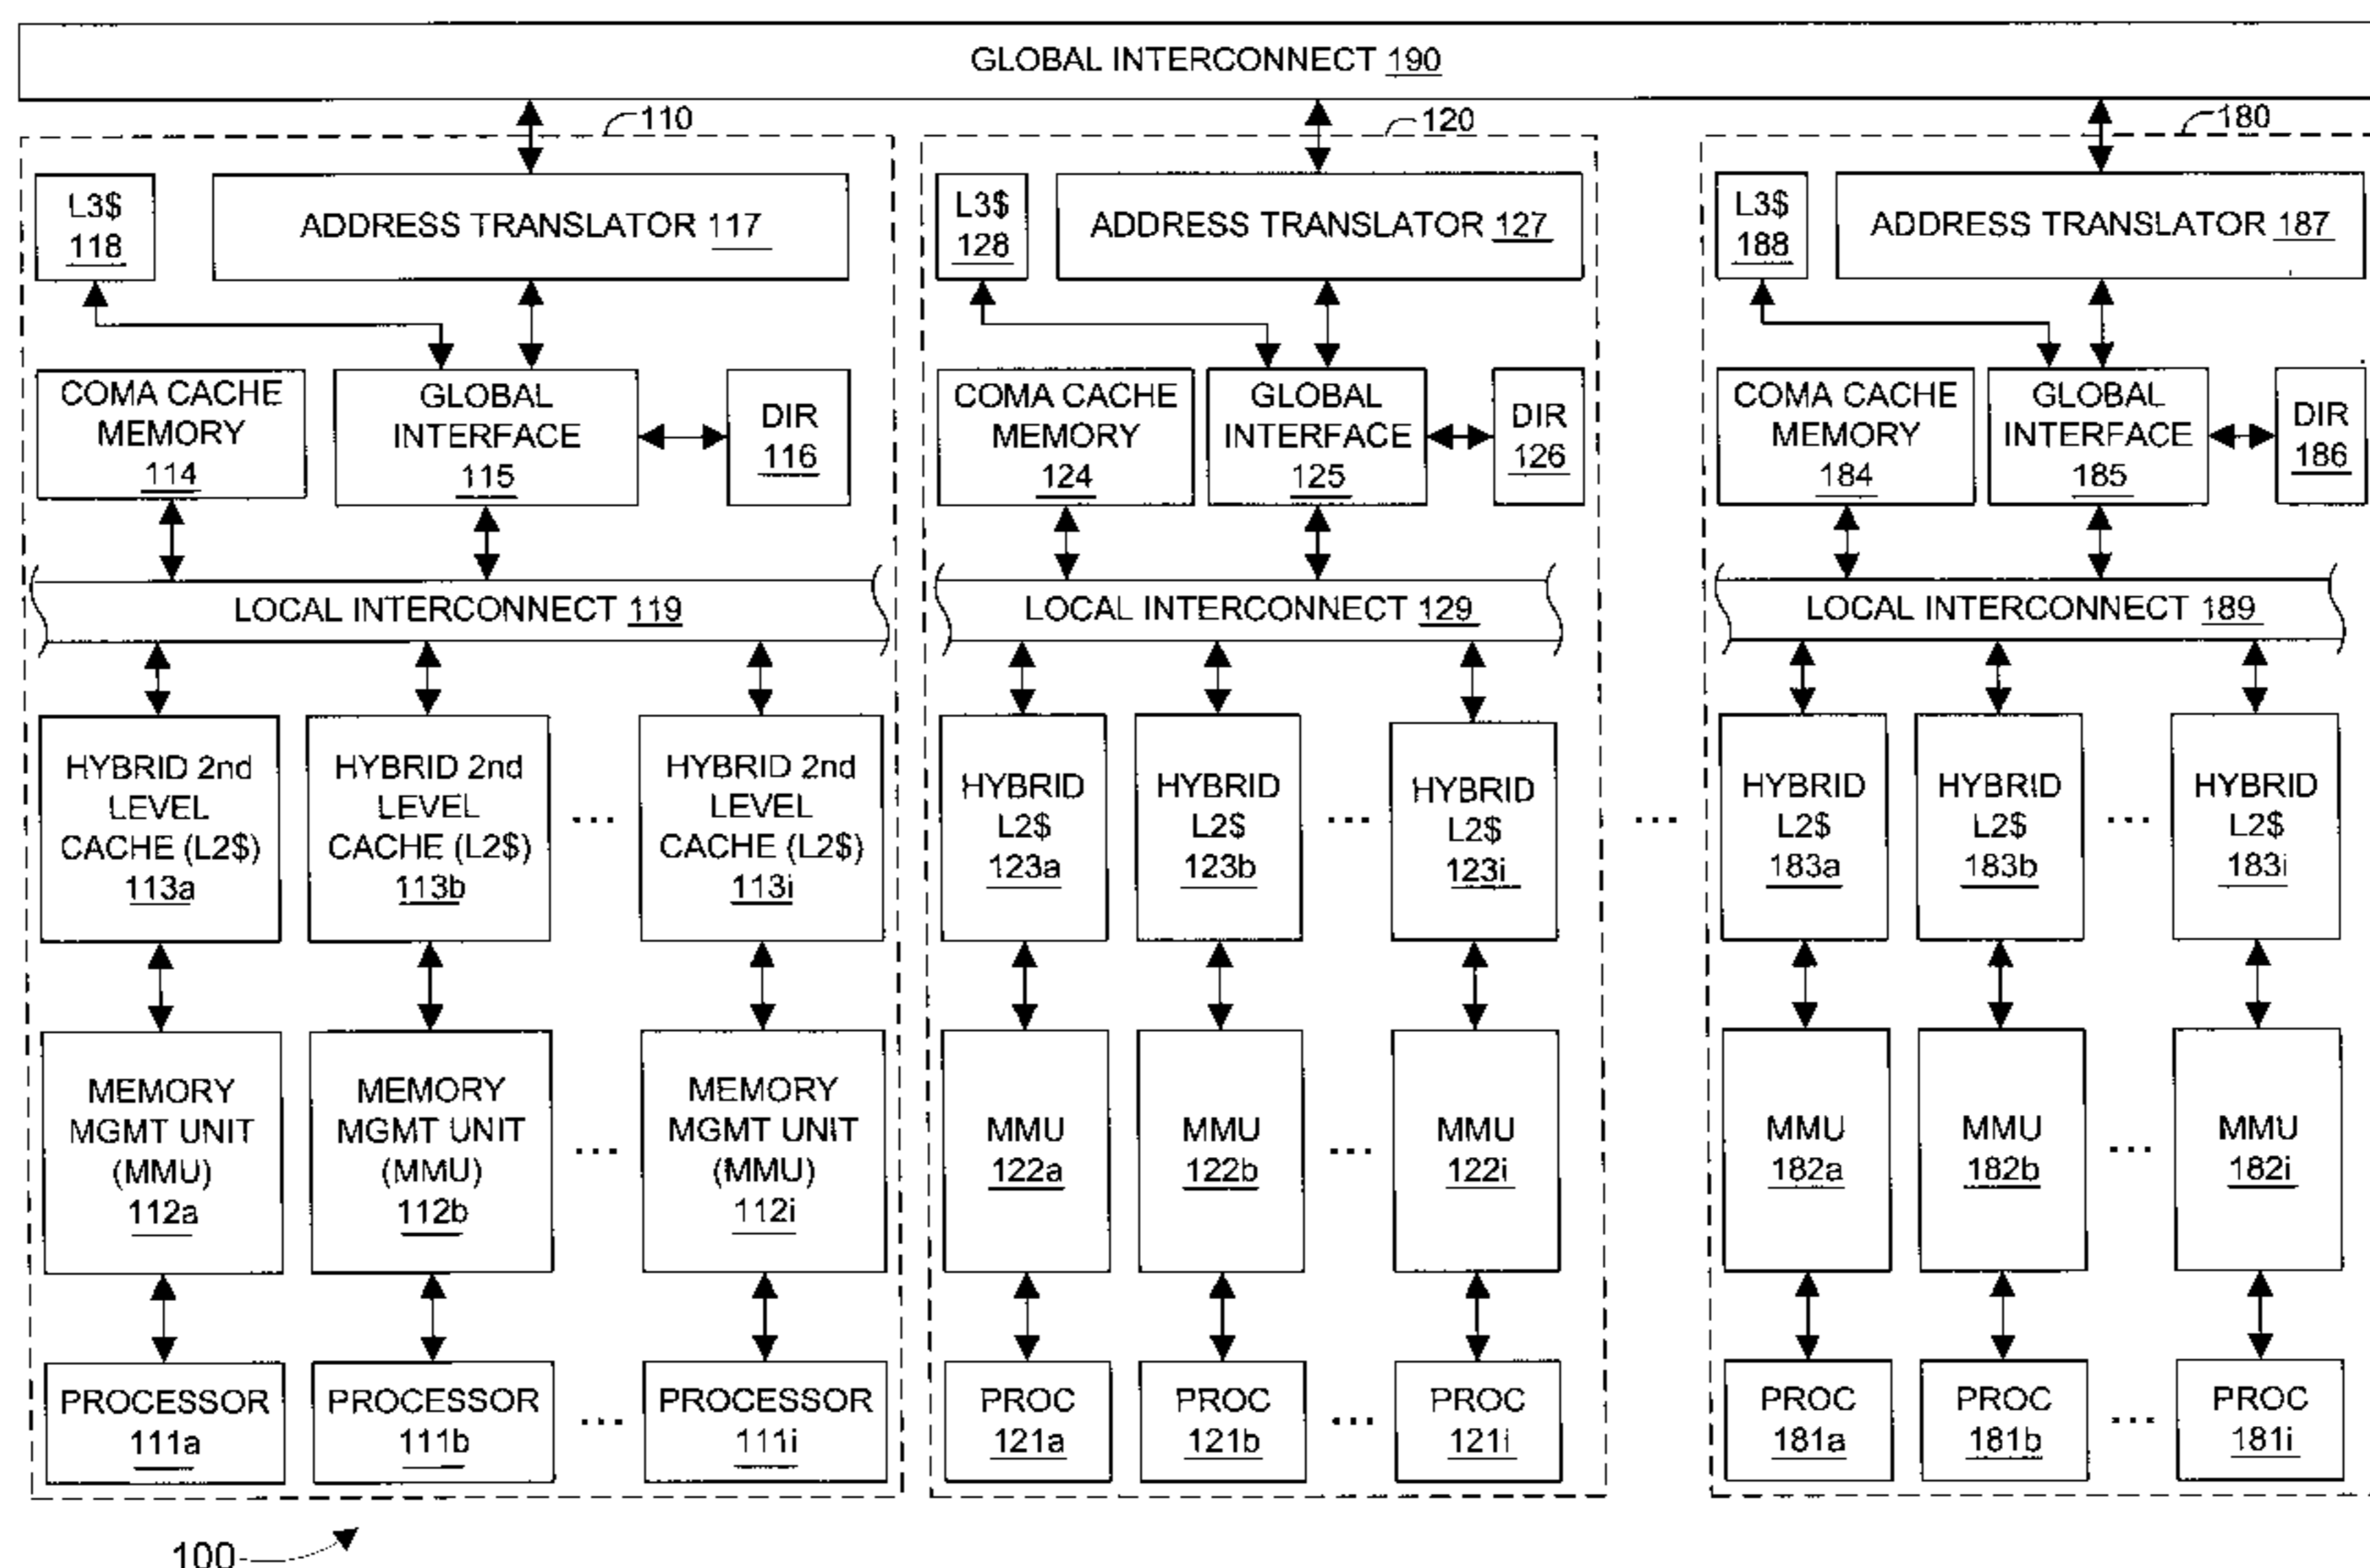 GLOBAL INTERCONNECT 190
110
120
180
L3$
118
ADDRESS TRANSLATOR 117
L3$
128
ADDRESS TRANSLATOR 127
L3$
188
ADDRESS TRANSLATOR 187
COMA CACHE
MEMORY
114
GLOBAL
INTERFACE
115
DIR
116
COMA CACHE
MEMORY
124
GLOBAL
INTERFACE
125
DIR
126
COMA CACHE
MEMORY
184
GLOBAL
INTERFACE
185
DIR
186
LOCAL INTERCONNECT 119
LOCAL INTERCONNECT 129
LOCAL INTERCONNECT 189
HYBRID 2nd
LEVEL
CACHE (L2$)
113a
HYBRID 2nd
LEVEL
CACHE (L2$)
113b
...
HYBRID 2nd
LEVEL
CACHE (L2$)
113i
HYBRID
L2$
123a
HYBRID
L2$
123b
...
HYBRID
L2$
123i
...
HYBRID
L2$
183a
HYBRID
L2$
183b
...
HYBRID
L2$
183i
MEMORY
MGMT UNIT
(MMU)
112a
MEMORY
MGMT UNIT
(MMU)
112b
...
MEMORY
MGMT UNIT
(MMU)
112i
MMU
122a
MMU
122b
...
MMU
122i
MMU
182a
MMU
182b
...
MMU
182i
PROCESSOR
111a
PROCESSOR
111b
...
PROCESSOR
111i
PROC
121a
PROC
121b
...
PROC
121i
PROC
181a
PROC
181b
...
PROC
181i
100